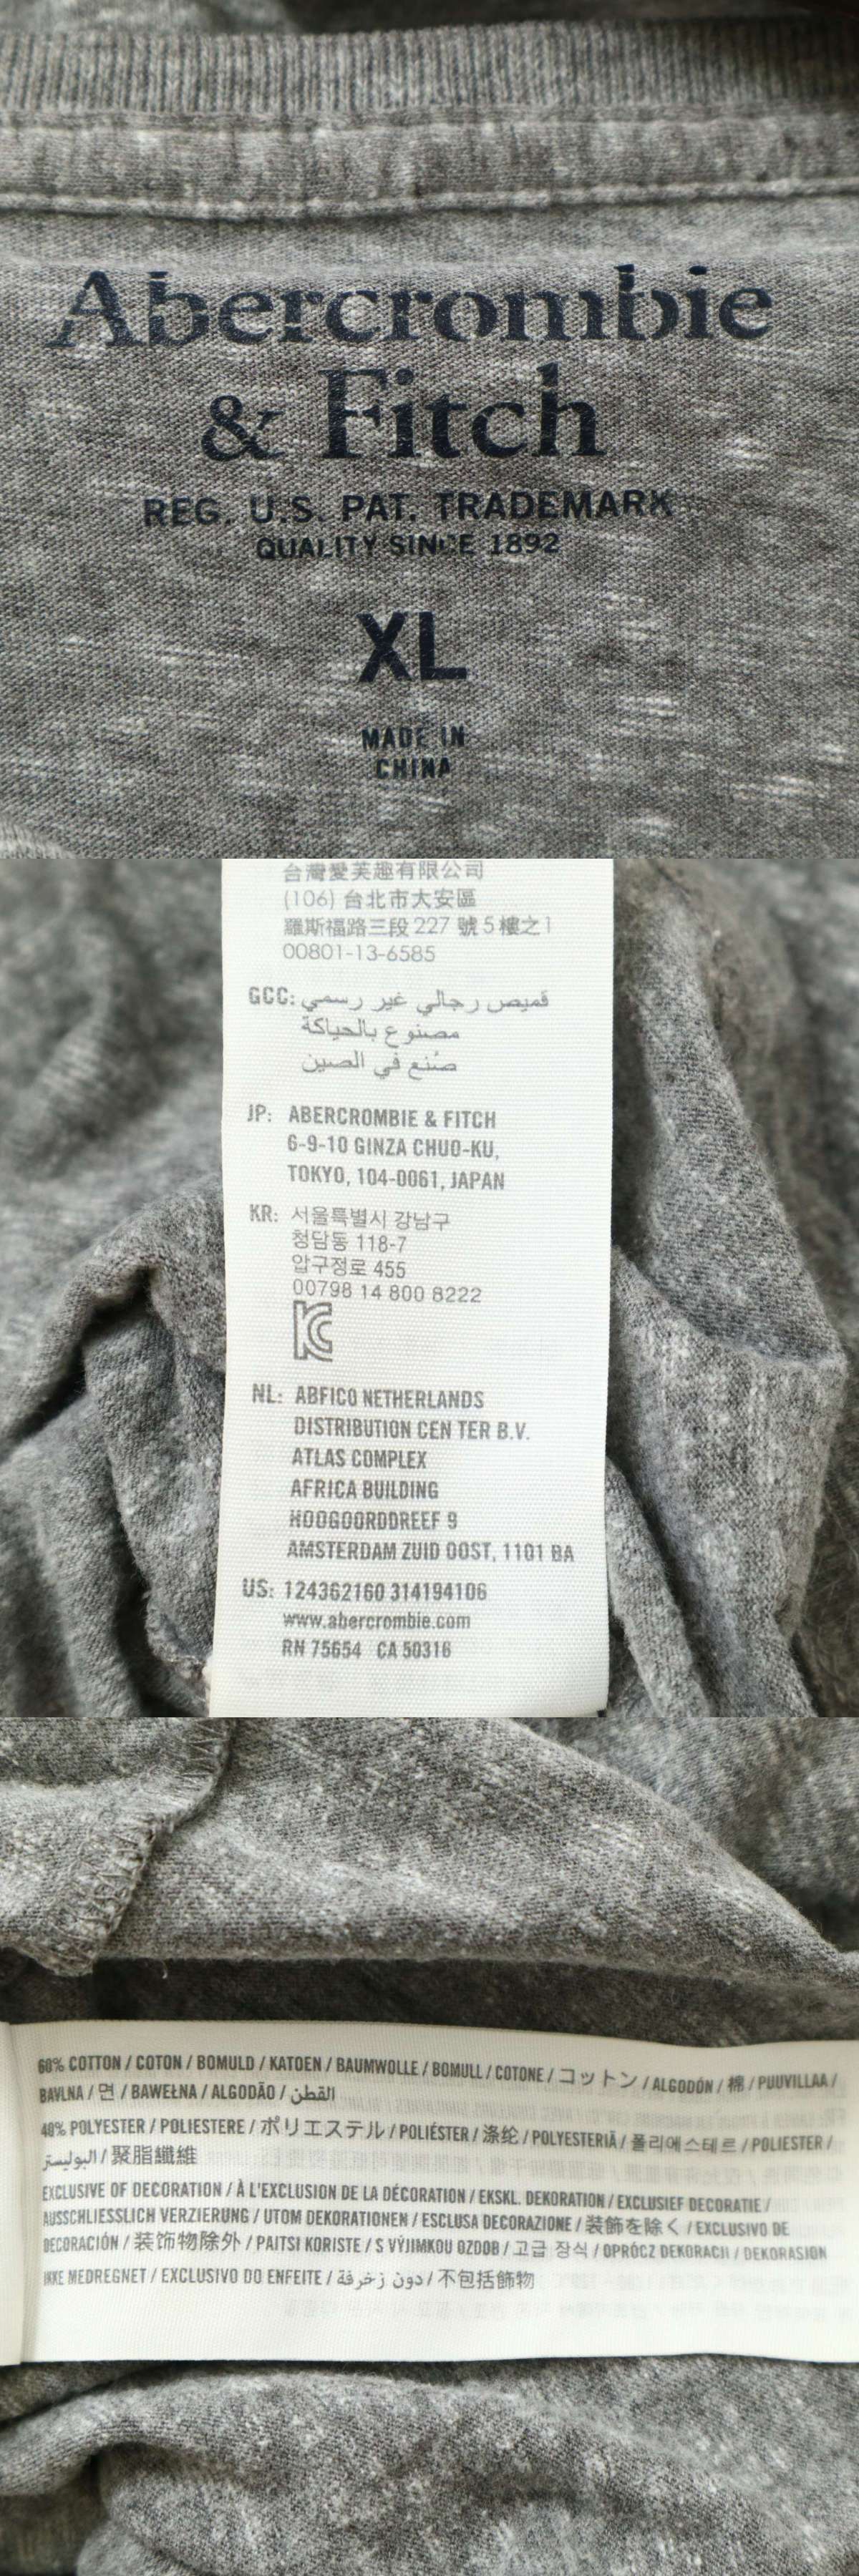 Abercrombie
& Fitch
REG. U.S. PAT. TRADEMARK
QUALITY SINCE 1892
XL
MADE IN
CHINA
台灣愛芙趣有限公司
(106) 台北市大安區
羅斯福路三段 227 號 5 樓之1
00801-13-6585
GCC: قميص رجالي غير رسمي
مصنوع بالحياكة
صُنع في الصين
JP: ABERCROMBIE & FITCH
6-9-10 GINZA CHUO-KU,
TOKYO, 104-0061, JAPAN
KR: 서울특별시 강남구
청담동 118-7
압구정로 455
00798 14 800 8222
NL: ABFICO NETHERLANDS
DISTRIBUTION CEN TER B.V.
ATLAS COMPLEX
AFRICA BUILDING
HOOGOORDDREEF 9
AMSTERDAM ZUID OOST, 1101 BA
US: 124362160 314194106
www.abercrombie.com
RN 75654 CA 50316
60% COTTON / COTON / BOMULD / KATOEN / BAUMWOLLE / BOMULL / COTONE / コットン / ALGODÓN / 棉 / PUUVILLAA /
BAVLNA / 면 / BAWEŁNA / ALGODÃO / القطن
40% POLYESTER / POLIESTERE / ポリエステル / POLIÉSTER / 涤纶 / POLYESTERIÄ / 폴리에스테르 / POLIESTER /
البوليستر / 聚脂纖維
EXCLUSIVE OF DECORATION / À L'EXCLUSION DE LA DÉCORATION / EKSKL. DEKORATION / EXCLUSIEF DECORATIE /
AUSSCHLIESSLICH VERZIERUNG / UTOM DEKORATIONEN / ESCLUSA DECORAZIONE / 装飾を除く / EXCLUSIVO DE
DECORACIÓN / 装饰物除外 / PAITSI KORISTE / S VÝJIMKOU OZDOB / 고급 장식 / OPRÓCZ DEKORACJI / DEKORASJON
IKKE MEDREGNET / EXCLUSIVO DO ENFEITE / دون زخرفة / 不包括飾物